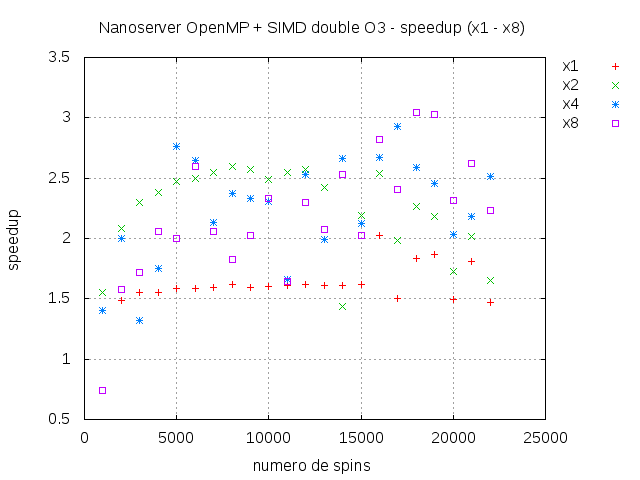 Nanoserver OpenMP + SIMD double O3 - speedup (x1 - x8)
x1
x2
x4
x8
3.5
3
2.5
2
1.5
1
0.5
speedup
0 5000 10000 15000 20000 25000
numero de spins